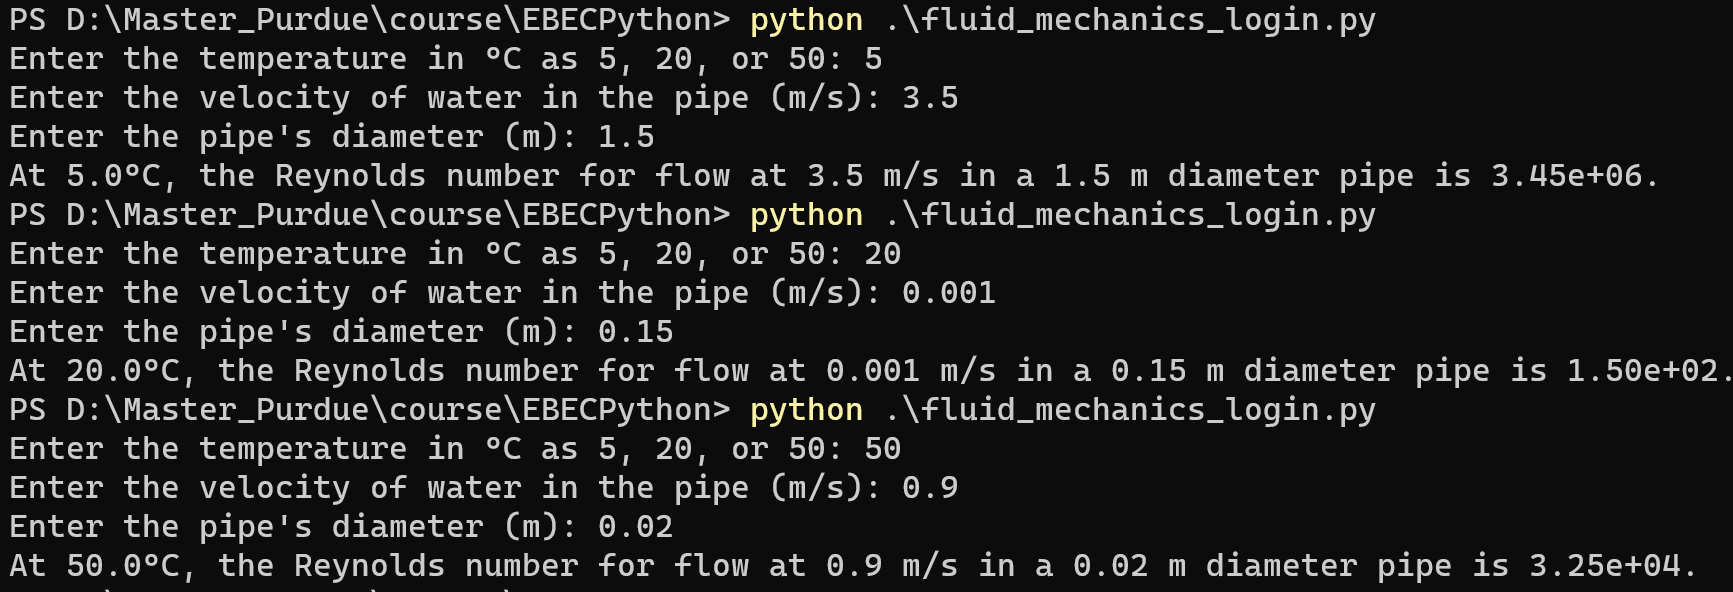 PS D:\Master_Purdue\course\EBECPython> python .\fluid_mechanics_login.py
Enter the temperature in °C as 5, 20, or 50: 5
Enter the velocity of water in the pipe (m/s): 3.5
Enter the pipe's diameter (m): 1.5
At 5.0°C, the Reynolds number for flow at 3.5 m/s in a 1.5 m diameter pipe is 3.45e+06.
PS D:\Master_Purdue\course\EBECPython> python .\fluid_mechanics_login.py
Enter the temperature in °C as 5, 20, or 50: 20
Enter the velocity of water in the pipe (m/s): 0.001
Enter the pipe's diameter (m): 0.15
At 20.0°C, the Reynolds number for flow at 0.001 m/s in a 0.15 m diameter pipe is 1.50e+02.
PS D:\Master_Purdue\course\EBECPython> python .\fluid_mechanics_login.py
Enter the temperature in °C as 5, 20, or 50: 50
Enter the velocity of water in the pipe (m/s): 0.9
Enter the pipe's diameter (m): 0.02
At 50.0°C, the Reynolds number for flow at 0.9 m/s in a 0.02 m diameter pipe is 3.25e+04.